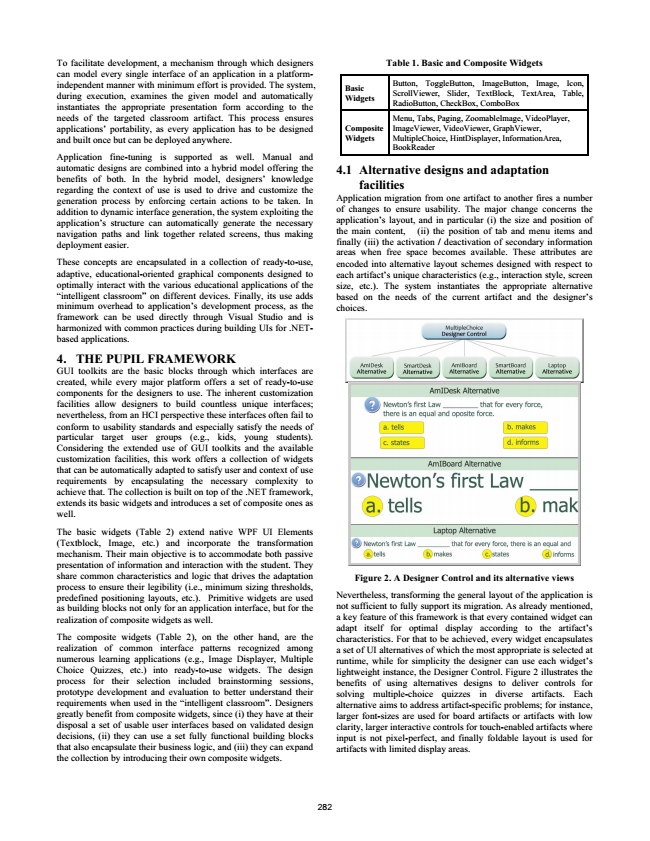 To facilitate development, a mechanism through which designers
can model every single interface of an application in a platform-
independent manner with minimum effort is provided. The system,
during execution, examines the given model and automatically
instantiates the appropriate presentation form according to the
needs of the targeted classroom artifact. This process ensures
applications' portability, as every application has to be designed
and built once but can be deployed anywhere.
Application fine-tuning is supported as well. Manual and
automatic designs are combined into a hybrid model offering the
benefits of both. In the hybrid model, designers' knowledge
regarding the context of use is used to drive and customize the
generation process by enforcing certain actions to be taken. In
addition to dynamic interface generation, the system exploiting the
application's structure can automatically generate the necessary
navigation paths and link together related screens, thus making
deployment easier.
These concepts are encapsulated in a collection of ready-to-use,
adaptive, educational-oriented graphical components designed to
optimally interact with the various educational applications of the
"intelligent classroom" on different devices. Finally, its use adds
minimum overhead to application's development process, as the
framework can be used directly through Visual Studio and is
harmonized with common practices during building UIs for .NET-
based applications.
4. THE PUPIL FRAMEWORK
GUI toolkits are the basic blocks through which interfaces are
created, while every major platform offers a set of ready-to-use
components for the designers to use. The inherent customization
facilities allow designers to build countless unique interfaces;
nevertheless, from an HCI perspective these interfaces often fail to
conform to usability standards and especially satisfy the needs of
particular target user groups (e.g., kids, young students).
Considering the extended use of GUI toolkits and the available
customization facilities, this work offers a collection of widgets
that can be automatically adapted to satisfy user and context of use
requirements by encapsulating the necessary complexity to
achieve that. The collection is built on top of the .NET framework,
extends its basic widgets and introduces a set of composite ones as
well.
The basic widgets (Table 2) extend native WPF UI Elements
(Textblock, Image, etc.) and incorporate the transformation
mechanism. Their main objective is to accommodate both passive
presentation of information and interaction with the student. They
share common characteristics and logic that drives the adaptation
process to ensure their legibility (i.e., minimum sizing thresholds,
predefined positioning layouts, etc.). Primitive widgets are used
as building blocks not only for an application interface, but for the
realization of composite widgets as well.
The composite widgets (Table 2), on the other hand, are the
realization of common interface patterns recognized among
numerous learning applications (e.g., Image Displayer, Multiple
Choice Quizzes, etc.) into ready-to-use widgets. The design
process for their selection included brainstorming sessions,
prototype development and evaluation to better understand their
requirements when used in the "intelligent classroom". Designers
greatly benefit from composite widgets, since (i) they have at their
disposal a set of usable user interfaces based on validated design
decisions, (ii) they can use a set fully functional building blocks
that also encapsulate their business logic, and (iii) they can expand
the collection by introducing their own composite widgets.
Table 1. Basic and Composite Widgets
Basic Widgets
Button, ToggleButton, ImageButton, Image, Icon,
ScrollViewer, Slider, TextBlock, TextArea, Table,
RadioButton, CheckBox, ComboBox
Composite Widgets
Menu, Tabs, Paging, ZoomableImage, VideoPlayer,
ImageViewer, VideoViewer, GraphViewer,
MultipleChoice, HintDisplayer, InformationArea,
BookReader
4.1 Alternative designs and adaptation
facilities
Application migration from one artifact to another fires a number
of changes to ensure usability. The major change concerns the
application's layout, and in particular (i) the size and position of
the main content, (ii) the position of tab and menu items and
finally (iii) the activation / deactivation of secondary information
areas when free space becomes available. These attributes are
encoded into alternative layout schemes designed with respect to
each artifact's unique characteristics (e.g., interaction style, screen
size, etc.). The system instantiates the appropriate alternative
based on the needs of the current artifact and the designer's
choices.
MultipleChoice
Designer Control
AmIDesk Alternative
SmartDesk Alternative
AmIBoard Alternative
SmartBoard Alternative
Laptop Alternative
AmIDesk Alternative
? Newton's first Law ________ that for every force,
there is an equal and oposite force.
a. tells b. makes
c. states d. informs
AmIBoard Alternative
? Newton's first Law ____
a. tells b. mak
Laptop Alternative
? Newton's first Law ________ that for every force, there is an equal and
a. tells b. makes c. states d. informs
Figure 2. A Designer Control and its alternative views
Nevertheless, transforming the general layout of the application is
not sufficient to fully support its migration. As already mentioned,
a key feature of this framework is that every contained widget can
adapt itself for optimal display according to the artifact's
characteristics. For that to be achieved, every widget encapsulates
a set of UI alternatives of which the most appropriate is selected at
runtime, while for simplicity the designer can use each widget's
lightweight instance, the Designer Control. Figure 2 illustrates the
benefits of using alternatives designs to deliver controls for
solving multiple-choice quizzes in diverse artifacts. Each
alternative aims to address artifact-specific problems; for instance,
larger font-sizes are used for board artifacts or artifacts with low
clarity, larger interactive controls for touch-enabled artifacts where
input is not pixel-perfect, and finally foldable layout is used for
artifacts with limited display areas.
282